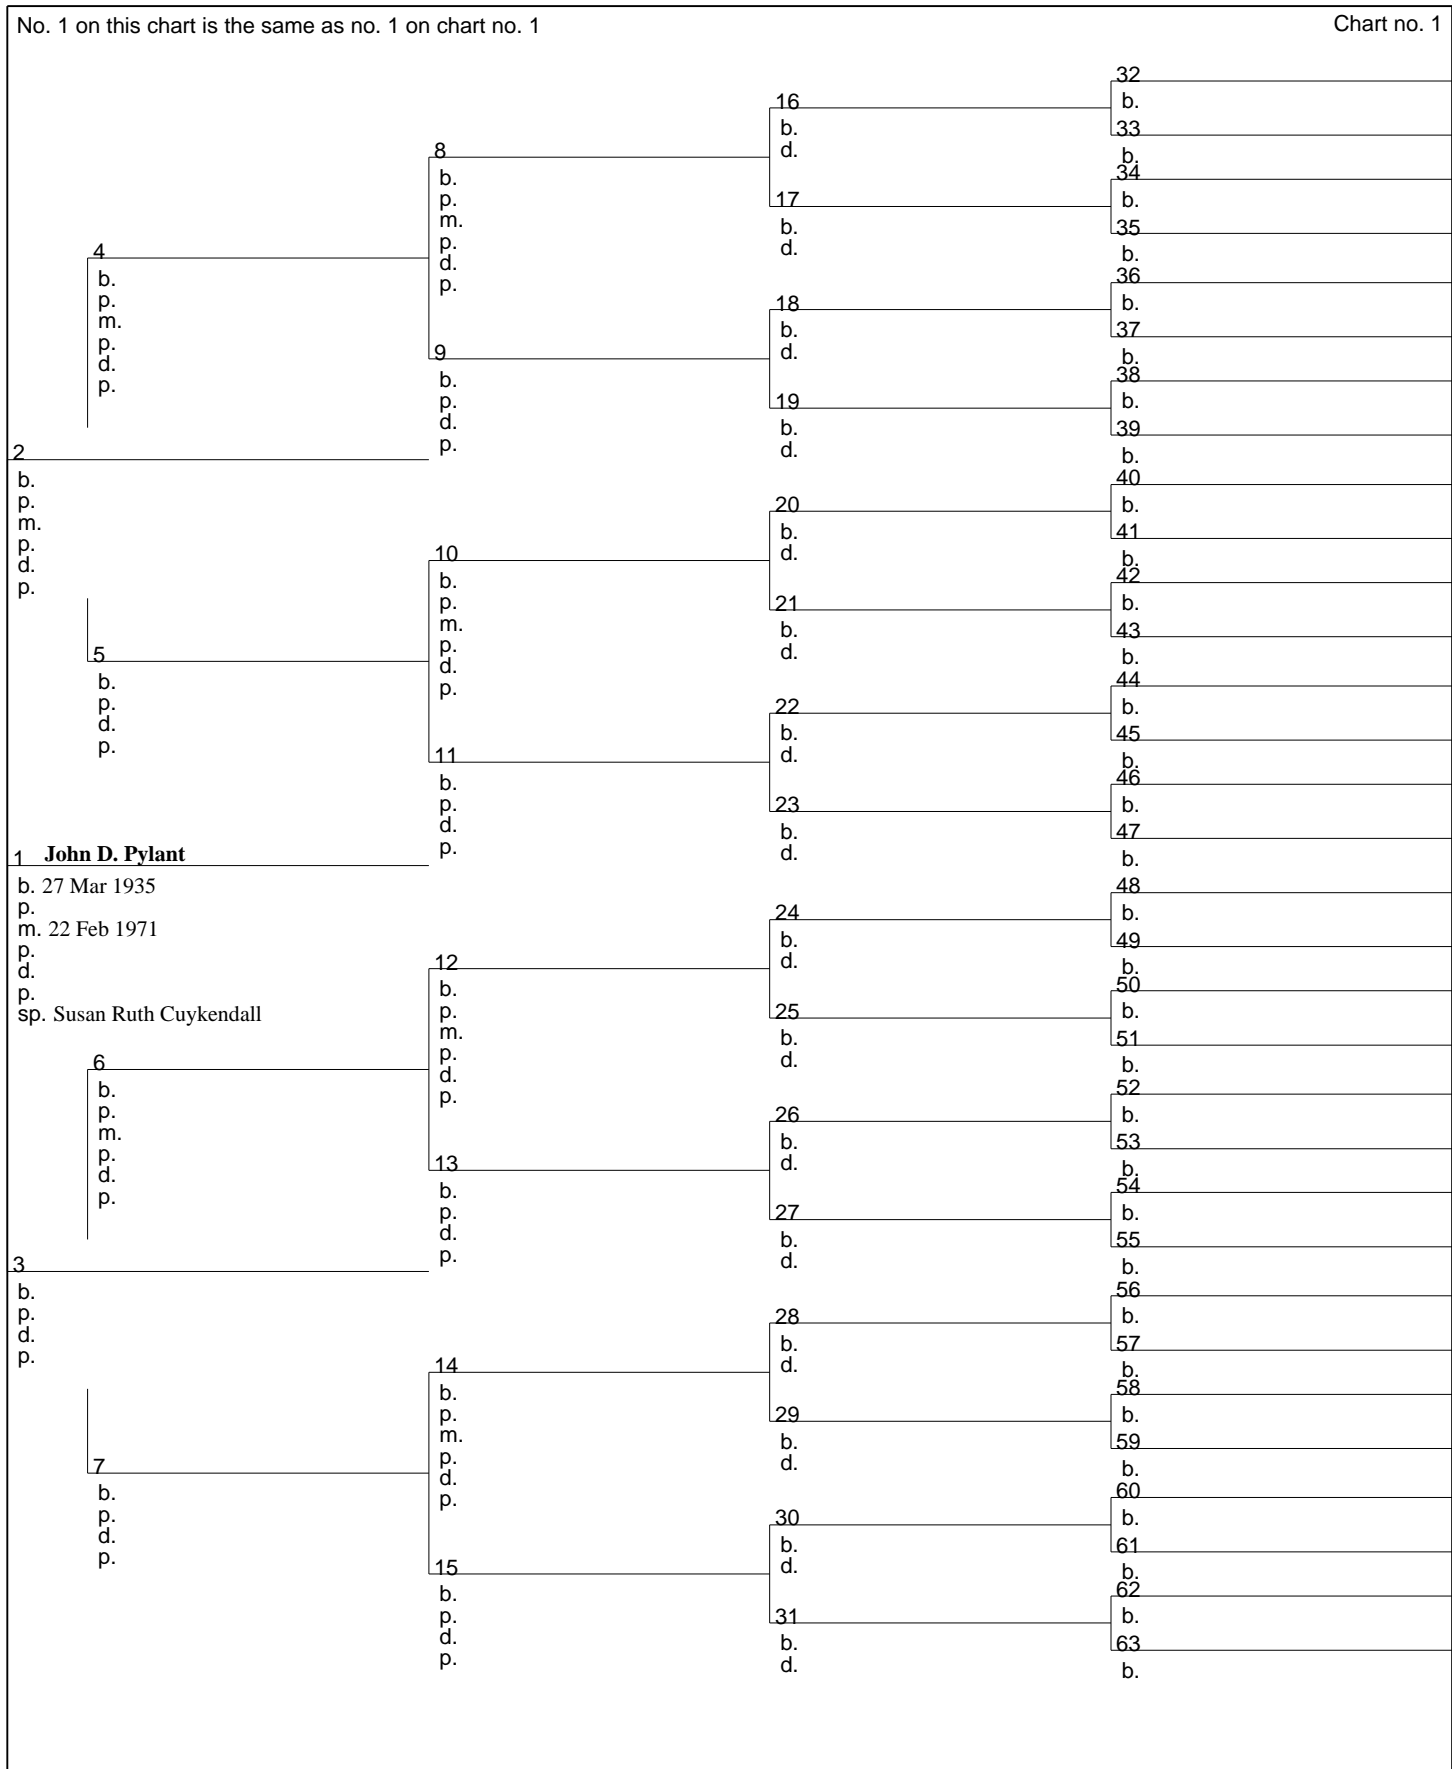 No. 1 on this chart is the same as no. 1 on chart no. 1
Chart no. 1
2
b.
p.
m.
p.
d.
p.
1 John D. Pylant
b. 27 Mar 1935
p.
m. 22 Feb 1971
p.
d.
p.
sp. Susan Ruth Cuykendall
3
b.
p.
d.
p.
4
b.
p.
m.
p.
d.
p.
5
b.
p.
d.
p.
6
b.
p.
m.
p.
d.
p.
7
b.
p.
d.
p.
8
b.
p.
m.
p.
d.
p.
9
b.
p.
d.
p.
10
b.
p.
m.
p.
d.
p.
11
b.
p.
d.
p.
12
b.
p.
m.
p.
d.
p.
13
b.
p.
d.
p.
14
b.
p.
m.
p.
d.
p.
15
b.
p.
d.
p.
16
b.
d.
17
b.
d.
18
b.
d.
19
b.
d.
20
b.
d.
21
b.
d.
22
b.
d.
23
b.
d.
24
b.
d.
25
b.
d.
26
b.
d.
27
b.
d.
28
b.
d.
29
b.
d.
30
b.
d.
31
b.
d.
32
b.
33
b.
34
b.
35
b.
36
b.
37
b.
38
b.
39
b.
40
b.
41
b.
42
b.
43
b.
44
b.
45
b.
46
b.
47
b.
48
b.
49
b.
50
b.
51
b.
52
b.
53
b.
54
b.
55
b.
56
b.
57
b.
58
b.
59
b.
60
b.
61
b.
62
b.
63
b.